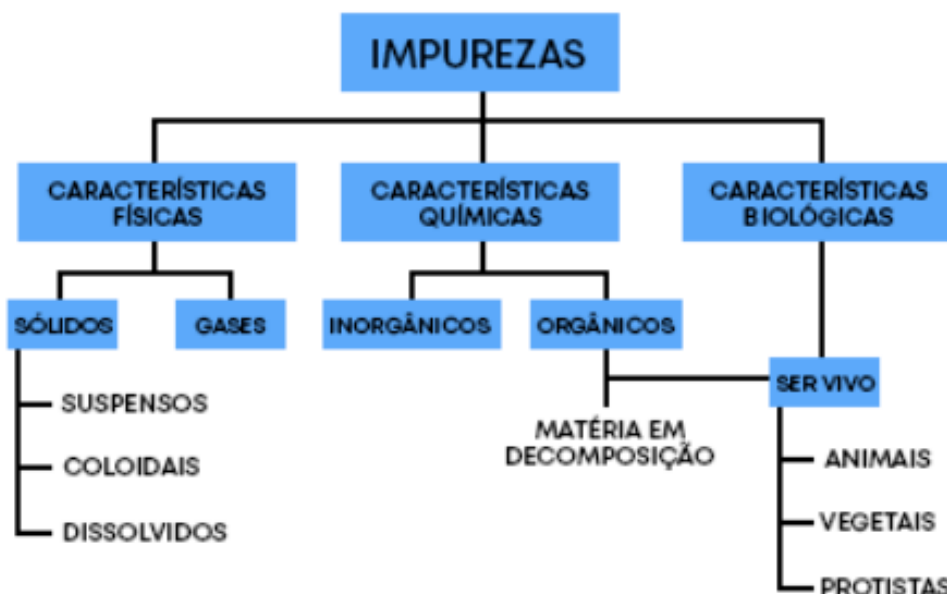 IMPUREZAS
CARACTERÍSTICAS
FÍSICAS
CARACTERÍSTICAS
QUÍMICAS
CARACTERÍSTICAS
BIOLÓGICAS
SÓLIDOS
GASES
INORGÂNICOS
ORGÂNICOS
SER VIVO
SUSPENSOS
COLOIDAIS
DISSOLVIDOS
MATÉRIA EM
DECOMPOSIÇÃO
ANIMAIS
VEGETAIS
PROTISTAS